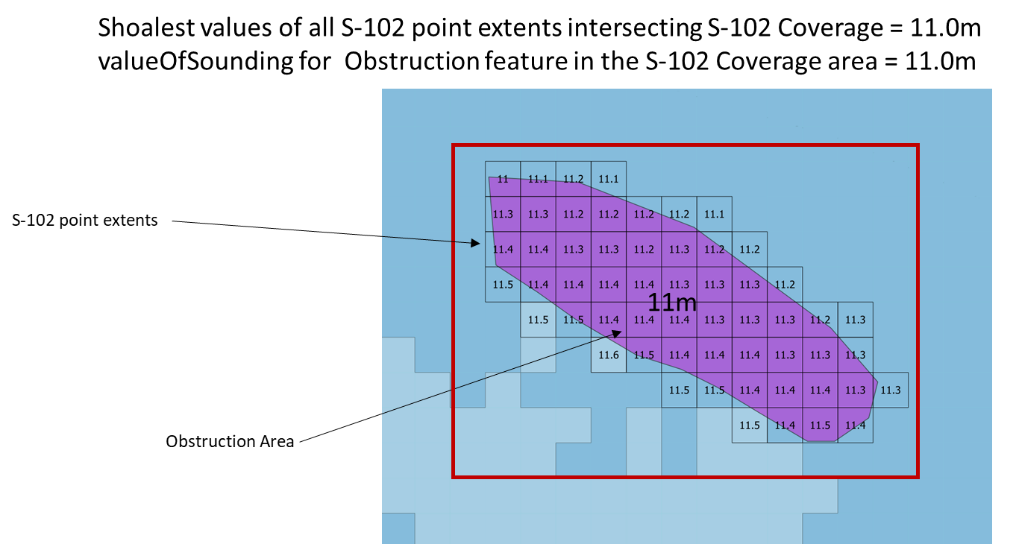 Shoalest values of all S-102 point extents intersecting S-102 Coverage = 11.0m
valueOfSounding for Obstruction feature in the S-102 Coverage area = 11.0m
11 11.1 11.2 11.1
S-102 point extents
11.3 11.3 11.2 11.2 11.2 11.2 11.1
11.4 11.4 11.3 11.3 11.2 11.3 11.2 11.2
11.5 11.4 11.4 11.4 11.4 11.3 11.3 11.3 11.2
11m
11.5 11.5 11.4 11.4 11.4 11.3 11.3 11.3 11.2 11.3
11.6 11.5 11.4 11.4 11.4 11.3 11.3 11.3
11.5 11.5 11.4 11.4 11.4 11.3 11.3
11.5 11.4 11.5 11.4
Obstruction Area